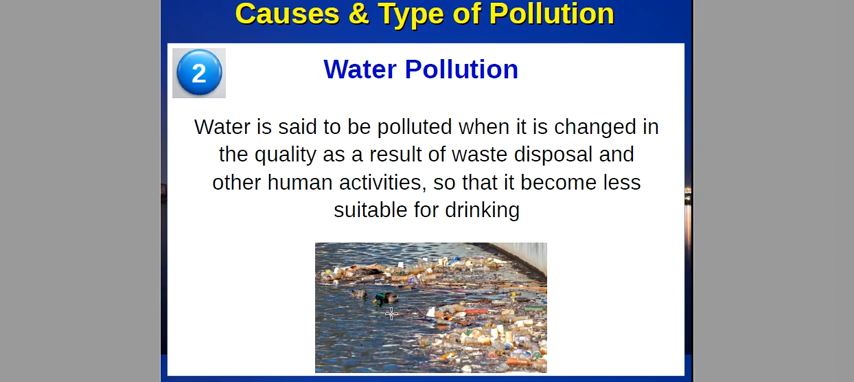 Causes & Type of Pollution
2
Water Pollution
Water is said to be polluted when it is changed in
the quality as a result of waste disposal and
other human activities, so that it become less
suitable for drinking